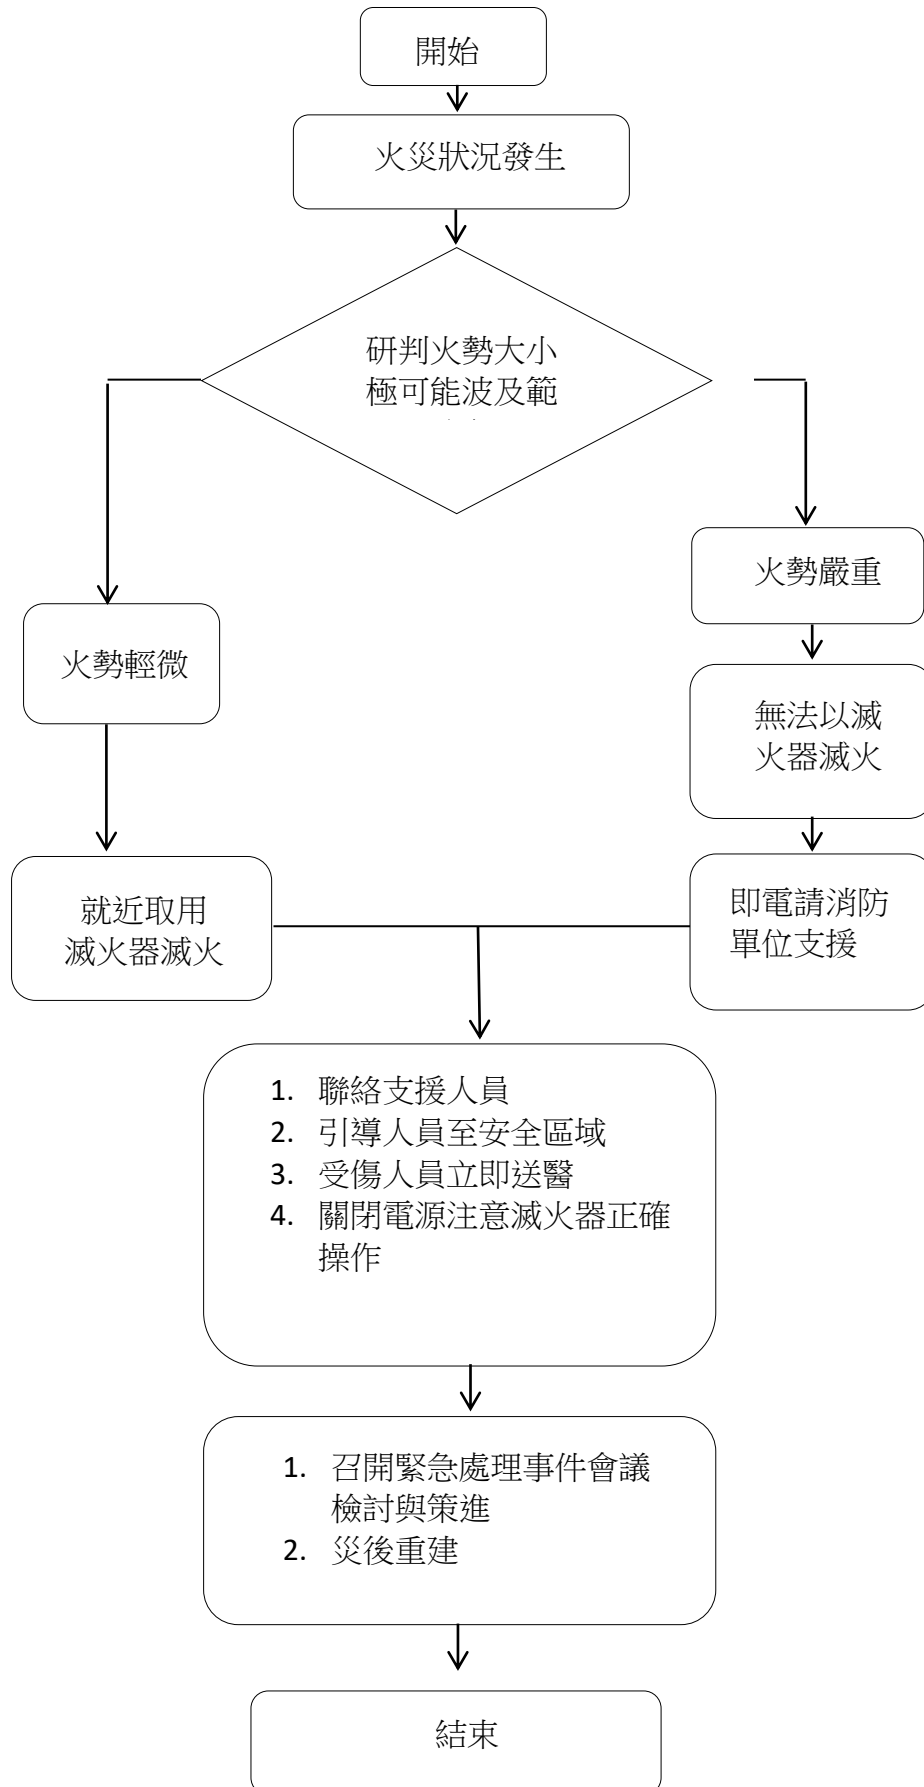 開始
火災狀況發生
研判火勢大小
極可能波及範
火勢嚴重
火勢輕微
無法以滅
火器滅火
就近取用
滅火器滅火
即電請消防
單位支援
1. 聯絡支援人員
2. 引導人員至安全區域
3. 受傷人員立即送醫
4. 關閉電源注意滅火器正確
操作
1. 召開緊急處理事件會議
檢討與策進
2. 災後重建
結束